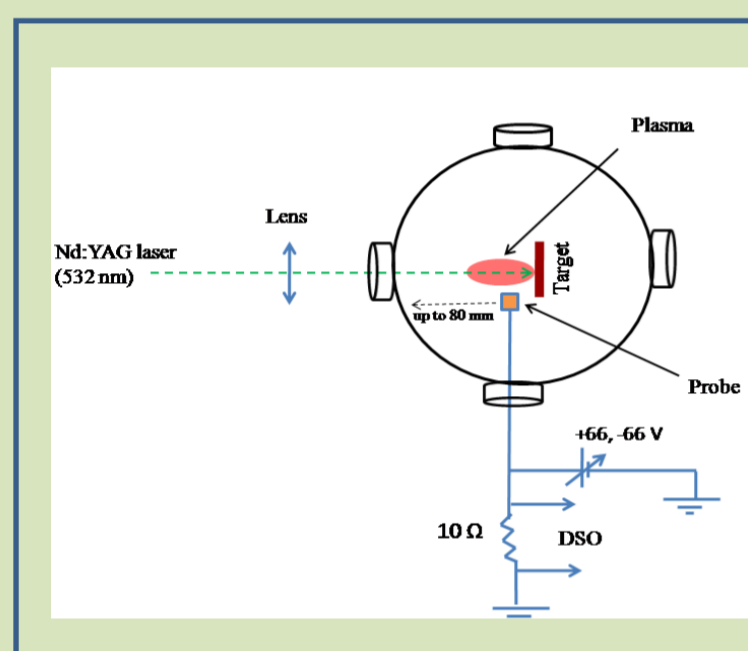 Plasma
Lens
Nd:YAG laser
(532 nm)
Target
up to 80 mm
Probe
+66, -66 V
10 Ω
DSO